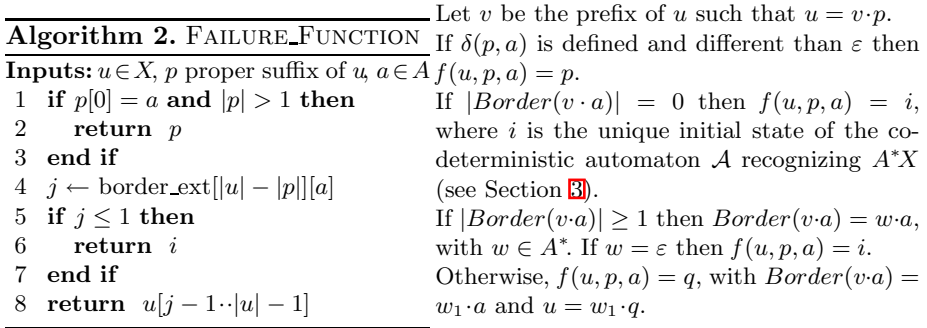 Algorithm 2. FAILURE_FUNCTION
Inputs: u ∈ X, p proper suffix of u, a ∈ A
1 if p[0] = a and |p| > 1 then
2 return p
3 end if
4 j ← border_ext[|u| − |p|][a]
5 if j ≤ 1 then
6 return i
7 end if
8 return u[j − 1··|u| − 1]
Let v be the prefix of u such that u = v·p.
If δ(p, a) is defined and different than ε then
f(u, p, a) = p.
If |Border(v · a)| = 0 then f(u, p, a) = i,
where i is the unique initial state of the co-
deterministic automaton 𝒜 recognizing A*X
(see Section 3).
If |Border(v·a)| ≥ 1 then Border(v·a) = w·a,
with w ∈ A*. If w = ε then f(u, p, a) = i.
Otherwise, f(u, p, a) = q, with Border(v·a) =
w₁·a and u = w₁·q.